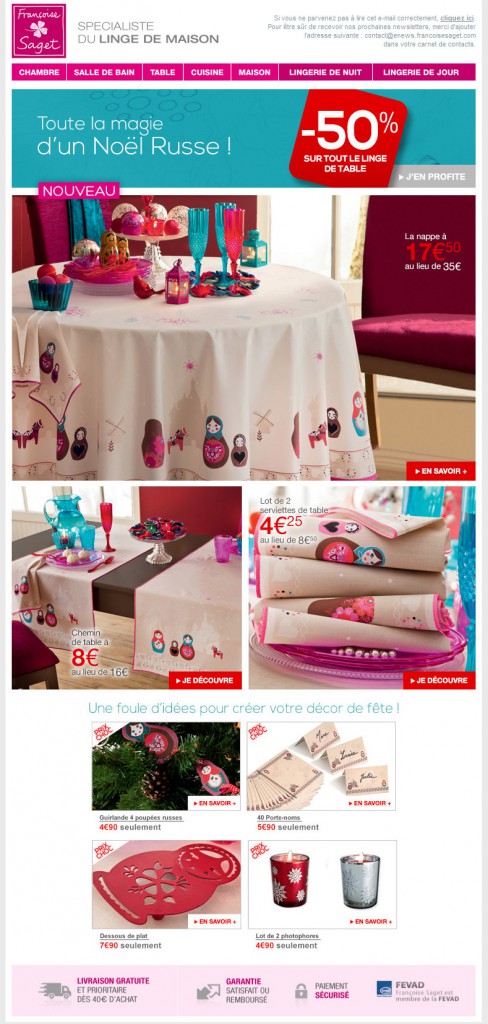 Françoise
Saget
SPECIALISTE
DU LINGE DE MAISON
Si vous ne parvenez pas à lire cet e-mail correctement, cliquez ici.
Pour être sûr de recevoir nos prochaines newsletters, merci d'ajouter
l'adresse suivante : contact@enews.francoisesaget.com
dans votre carnet de contacts.
CHAMBRE
SALLE DE BAIN
TABLE
CUISINE
MAISON
LINGERIE DE NUIT
LINGERIE DE JOUR
Toute la magie
d'un Noël Russe !
-50%
SUR TOUT LE LINGE
DE TABLE
J'EN PROFITE
NOUVEAU
La nappe à
17€50
au lieu de 35€
EN SAVOIR +
Chemin
de table à
8€
au lieu de 16€
JE DÉCOUVRE
Lot de 2
serviettes de table
4€25
au lieu de 8€50
JE DÉCOUVRE
Une foule d'idées pour créer votre décor de fête !
PRIX
CHOC
EN SAVOIR +
Guirlande 4 poupées russes
4€90 seulement
PRIX
CHOC
EN SAVOIR +
40 Porte-noms
5€90 seulement
PRIX
CHOC
EN SAVOIR +
Dessous de plat
7€90 seulement
PRIX
CHOC
EN SAVOIR +
Lot de 2 photophores
4€90 seulement
LIVRAISON GRATUITE
ET PRIORITAIRE
DÈS 40€ D'ACHAT
GARANTIE
SATISFAIT OU
REMBOURSÉ
PAIEMENT
SÉCURISÉ
FEVAD
Françoise Saget est
membre de la FEVAD